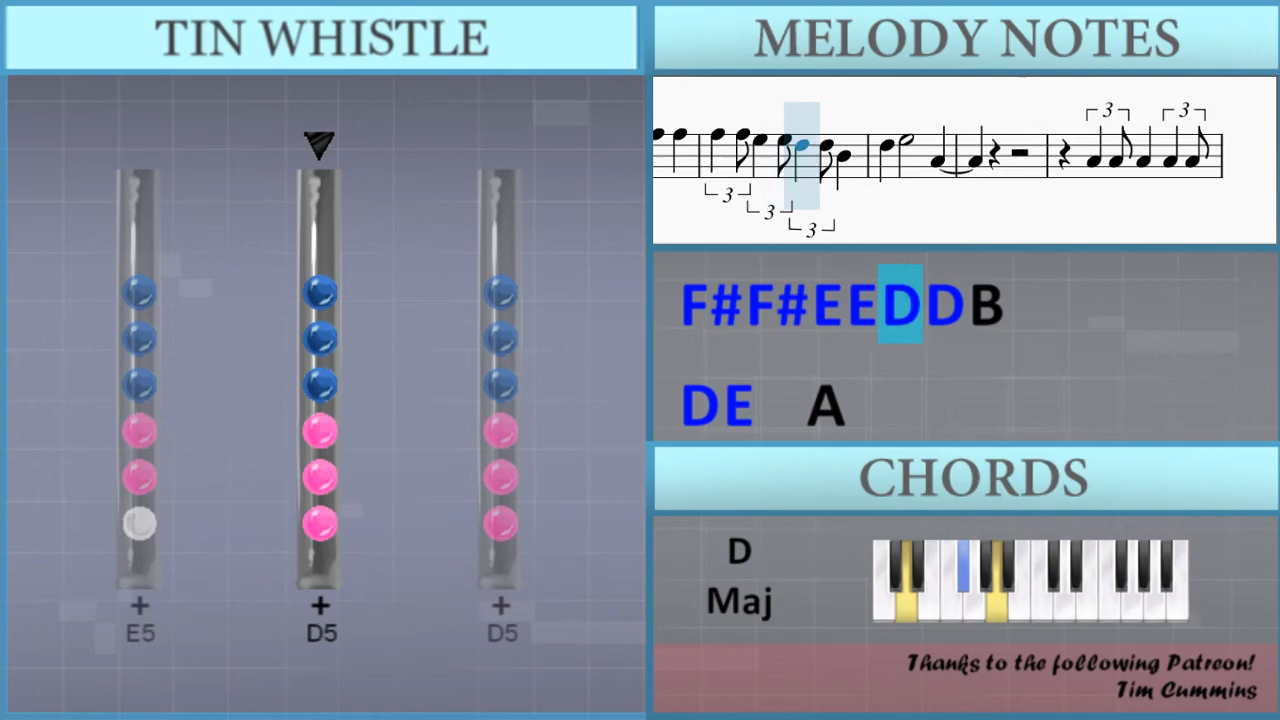 TIN WHISTLE
+ + +
E5 D5 D5
MELODY NOTES
3 3
3
3
3
F#F#EEDDB
DE A
CHORDS
D
Maj
Thanks to the following Patreon!
Tim Cummins